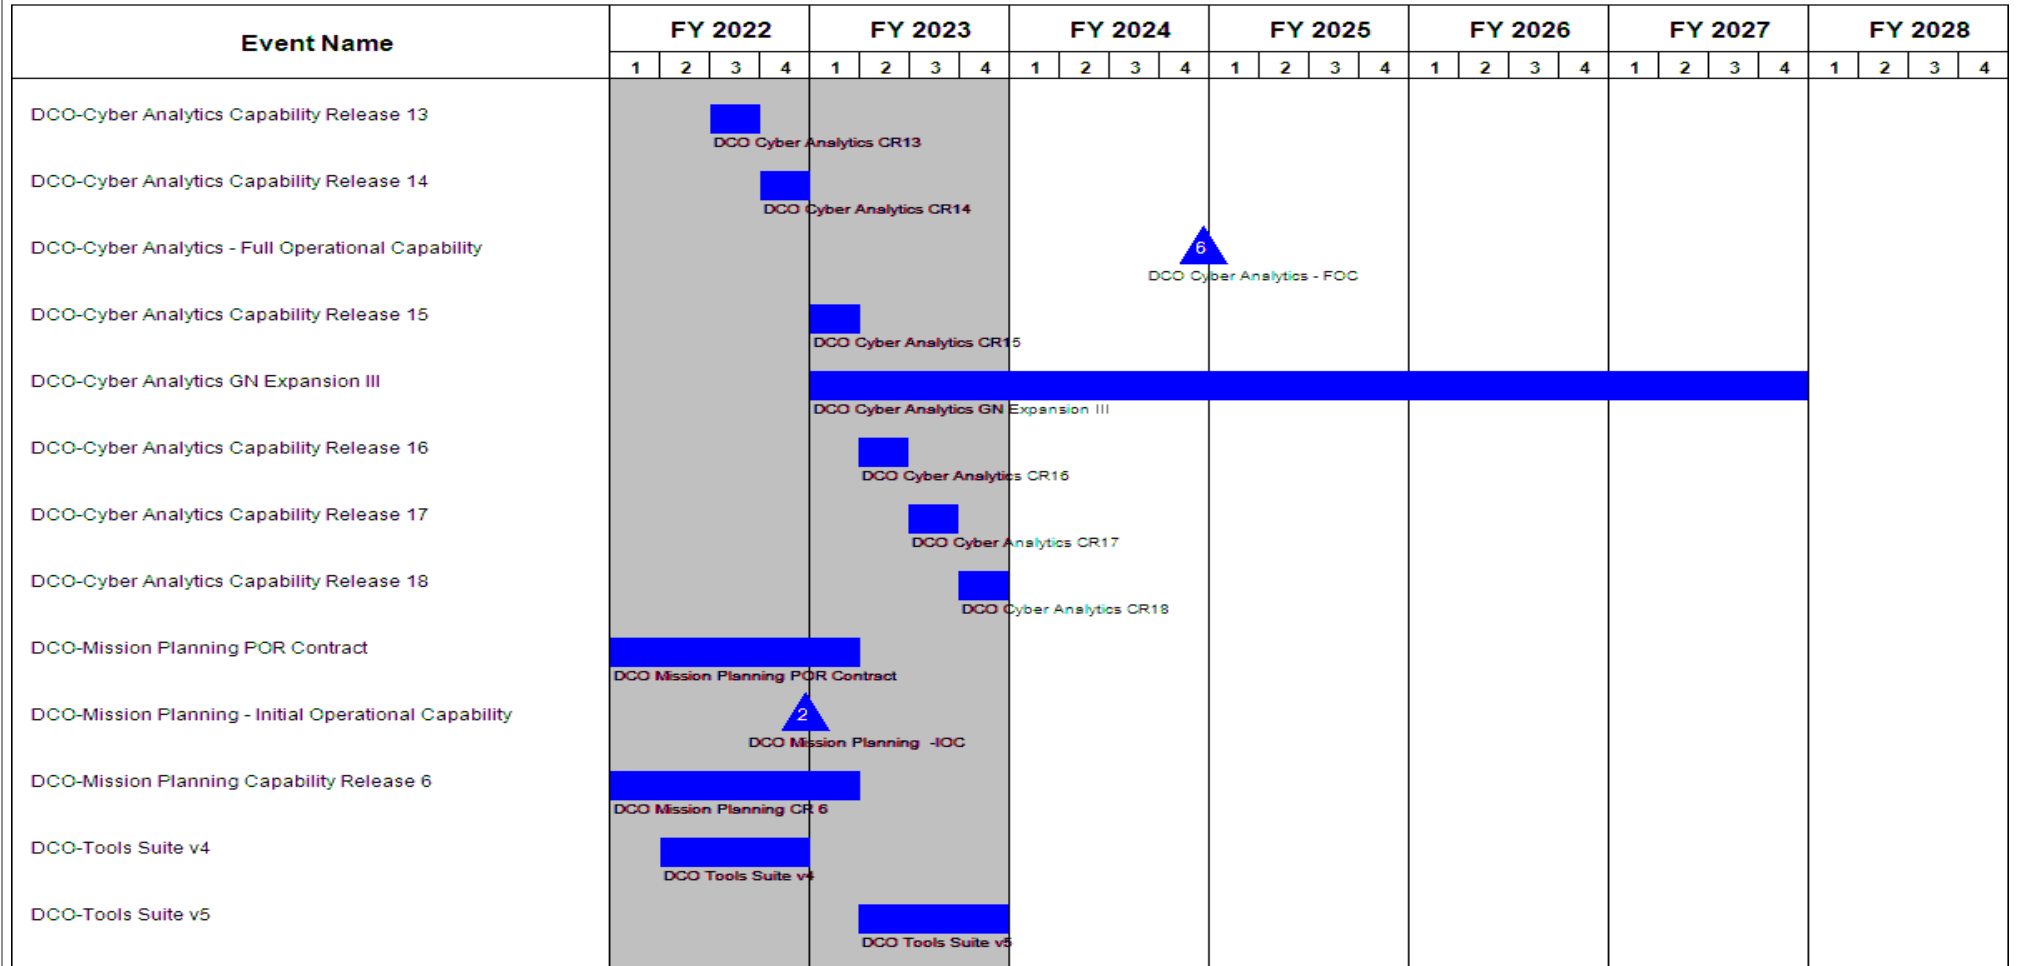 Event Name
FY 2022 FY 2023 FY 2024 FY 2025 FY 2026 FY 2027 FY 2028
1 2 3 4 1 2 3 4 1 2 3 4 1 2 3 4 1 2 3 4 1 2 3 4 1 2 3 4
DCO-Cyber Analytics Capability Release 13
DCO Cyber Analytics CR13
DCO-Cyber Analytics Capability Release 14
DCO Cyber Analytics CR14
DCO-Cyber Analytics - Full Operational Capability
6
DCO Cyber Analytics - FOC
DCO-Cyber Analytics Capability Release 15
DCO Cyber Analytics CR15
DCO-Cyber Analytics GN Expansion III
DCO Cyber Analytics GN Expansion III
DCO-Cyber Analytics Capability Release 16
DCO Cyber Analytics CR16
DCO-Cyber Analytics Capability Release 17
DCO Cyber Analytics CR17
DCO-Cyber Analytics Capability Release 18
DCO Cyber Analytics CR18
DCO-Mission Planning POR Contract
DCO Mission Planning POR Contract
DCO-Mission Planning - Initial Operational Capability
2
DCO Mission Planning -IOC
DCO-Mission Planning Capability Release 6
DCO Mission Planning CR 6
DCO-Tools Suite v4
DCO Tools Suite v4
DCO-Tools Suite v5
DCO Tools Suite v5